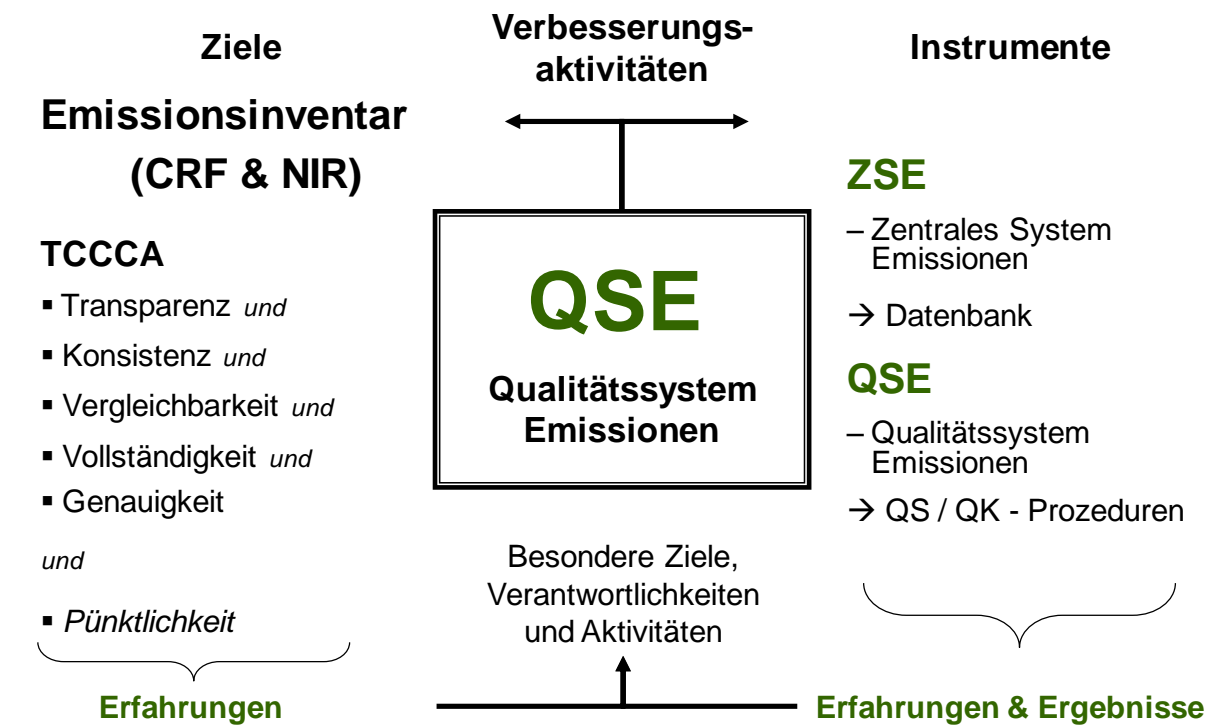 Ziele
Emissionsinventar
(CRF & NIR)
TCCCA
▪ Transparenz und
▪ Konsistenz und
▪ Vergleichbarkeit und
▪ Vollständigkeit und
▪ Genauigkeit
und
▪ Pünktlichkeit
Erfahrungen
Verbesserungs-
aktivitäten
QSE
Qualitätssystem
Emissionen
Besondere Ziele,
Verantwortlichkeiten
und Aktivitäten
Instrumente
ZSE
– Zentrales System
Emissionen
→ Datenbank
QSE
– Qualitätssystem
Emissionen
→ QS / QK - Prozeduren
Erfahrungen & Ergebnisse